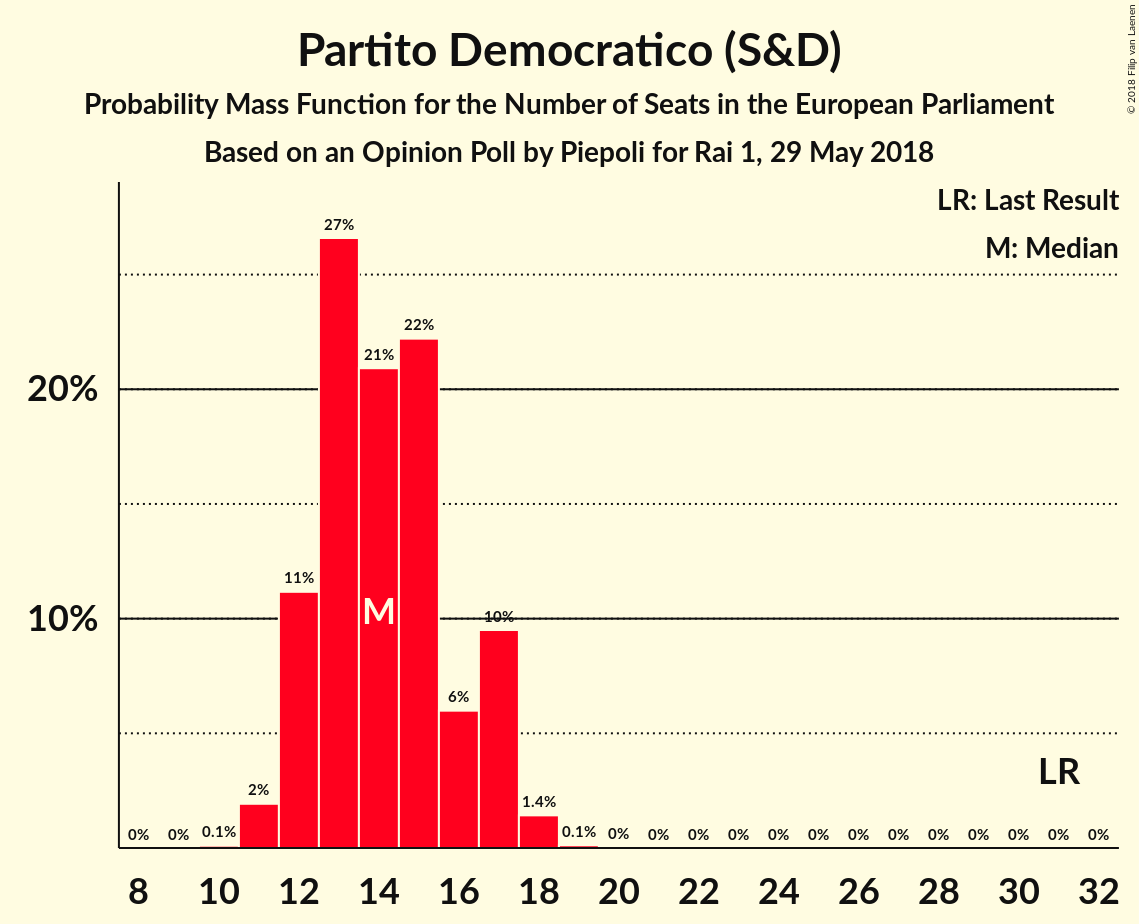 Partito Democratico (S&D)
Probability Mass Function for the Number of Seats in the European Parliament
Based on an Opinion Poll by Piepoli for Rai 1, 29 May 2018
© 2018 Filip van Laenen
LR: Last Result
M: Median
20%
10%
0% 0% 0.1% 2% 11% 27% 21% 22% 6% 10% 1.4% 0.1% 0% 0% 0% 0% 0% 0% 0% 0% 0% 0% 0% 0% 0%
M
LR
8 10 12 14 16 18 20 22 24 26 28 30 32